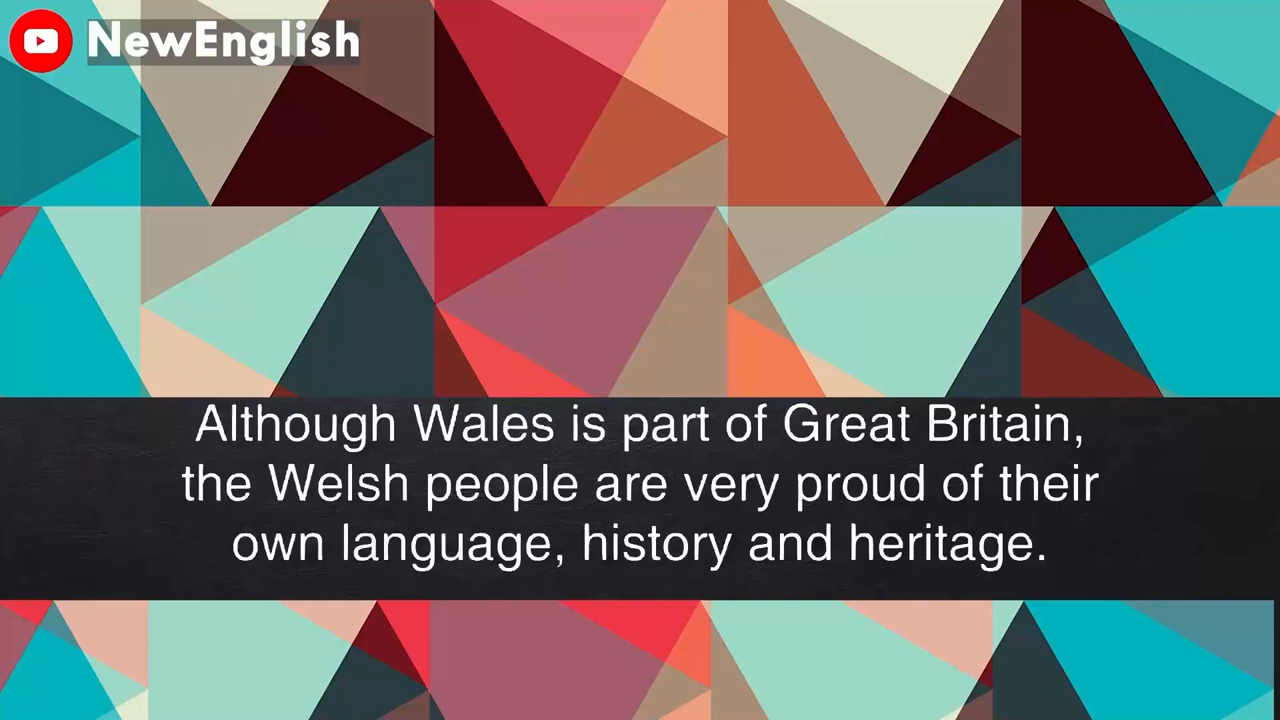 NewEnglish
Although Wales is part of Great Britain,
the Welsh people are very proud of their
own language, history and heritage.